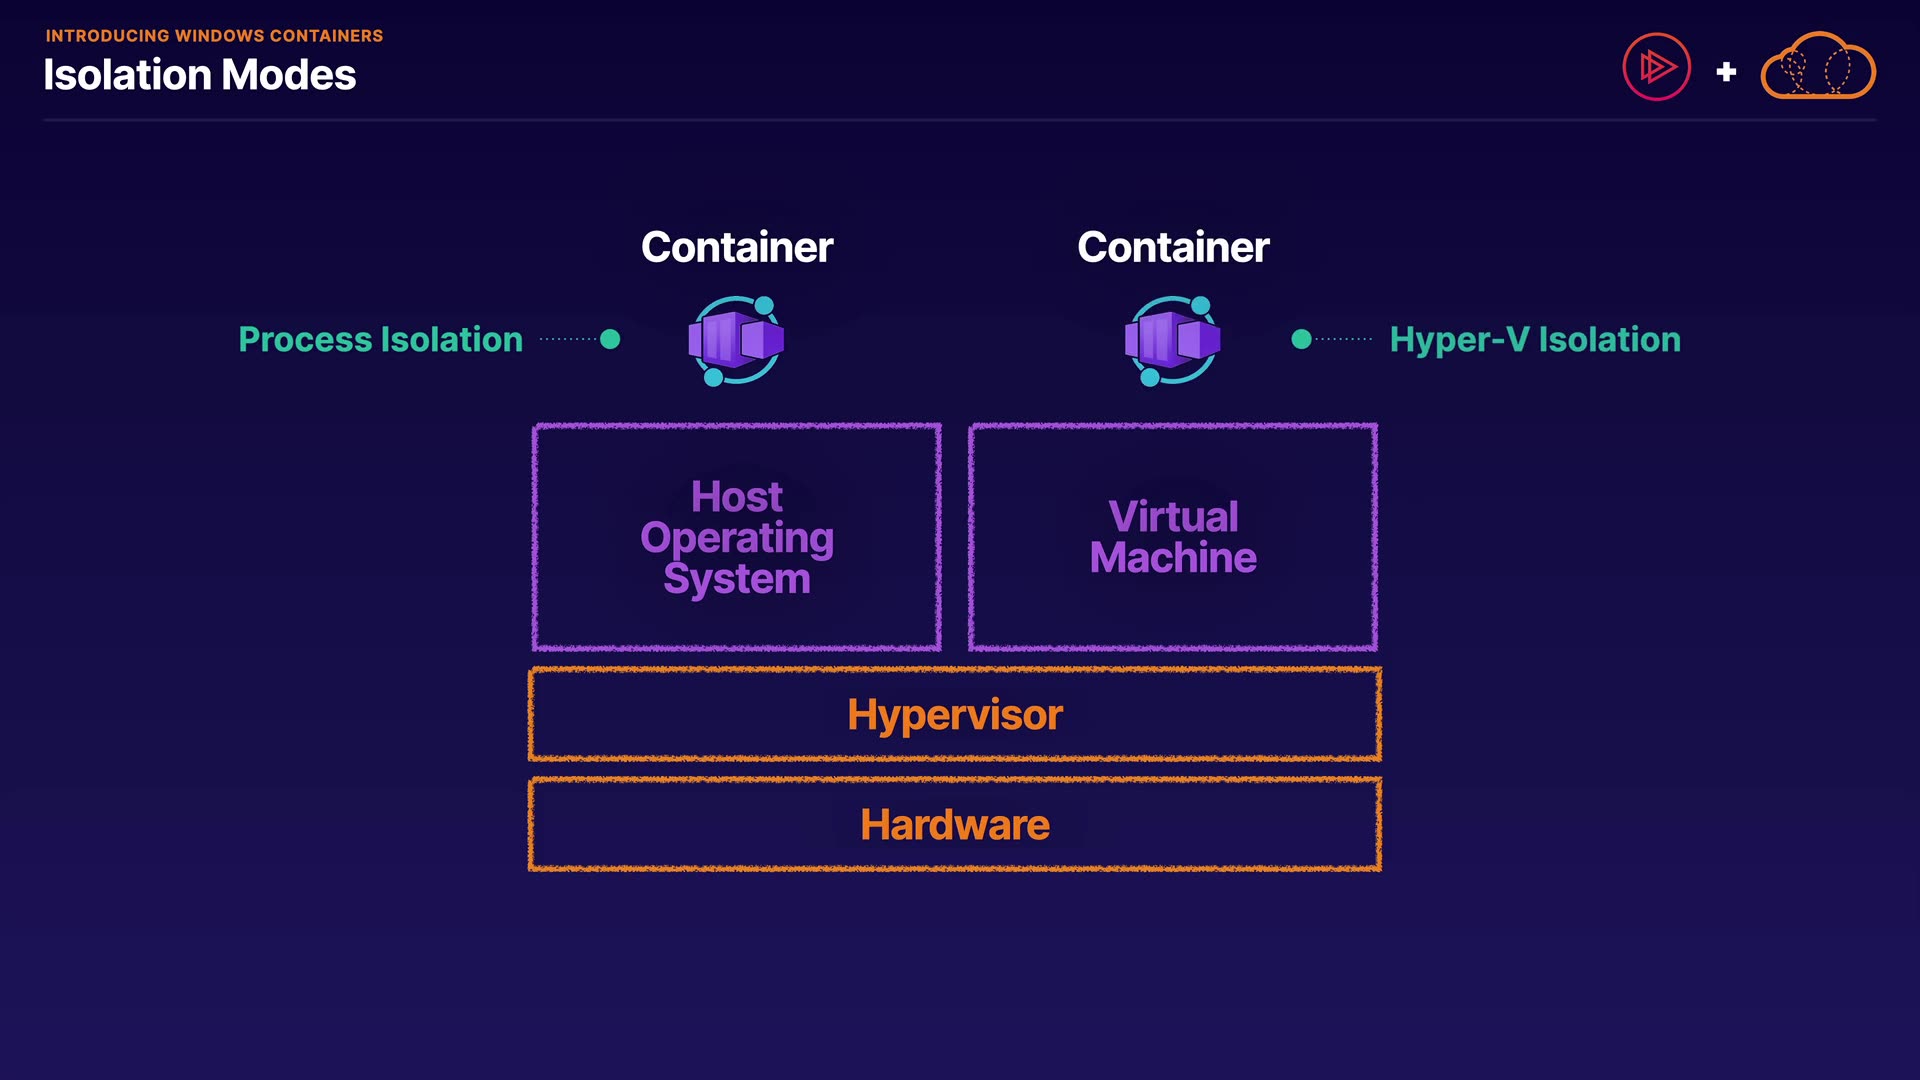 INTRODUCING WINDOWS CONTAINERS
Isolation Modes
Container
Container
Process Isolation
Hyper-V Isolation
Host
Operating
System
Virtual
Machine
Hypervisor
Hardware